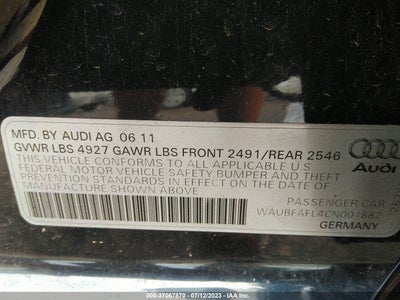 MFD. BY AUDI AG 06 11
GVWR LBS 4927 GAWR LBS FRONT 2491/REAR 2546
THIS VEHICLE CONFORMS TO ALL APPLICABLE U.S.
FEDERAL MOTOR VEHICLE SAFETY BUMPER AND THEFT
PREVENTION STANDARDS IN EFFECT ON THE DATE OF
MANUFACTURE SHOWN ABOVE
Audi
PASSENGER CAR
WAUBFAFL4CN001882
GERMANY
000-37067870 - 07/12/2023 - IAA, Inc.